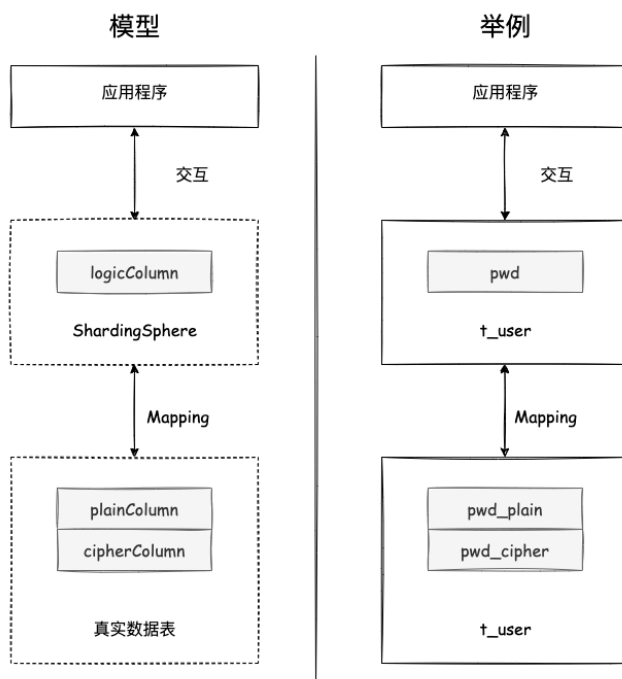 模型
应用程序
交互
logicColumn
ShardingSphere
Mapping
plainColumn
cipherColumn
真实数据表
举例
应用程序
交互
pwd
t_user
Mapping
pwd_plain
pwd_cipher
t_user